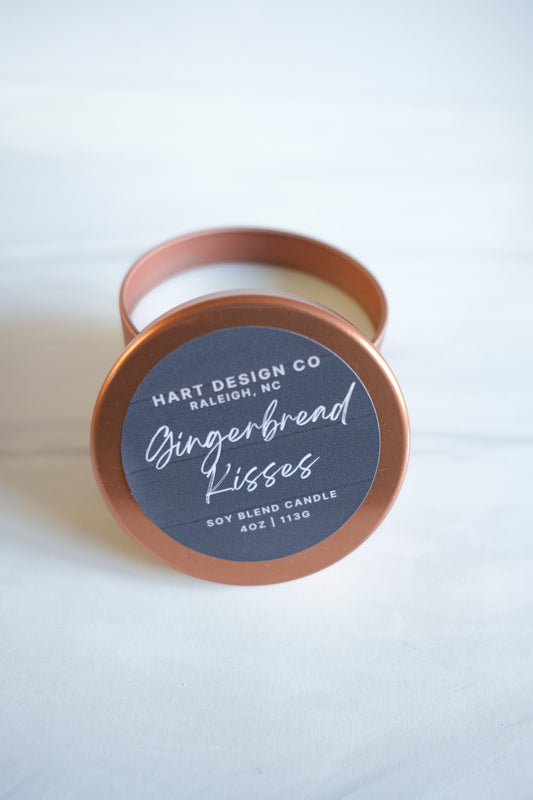 HART DESIGN CO
RALEIGH, NC
Gingerbread
Kisses
SOY BLEND CANDLE
4OZ | 113G